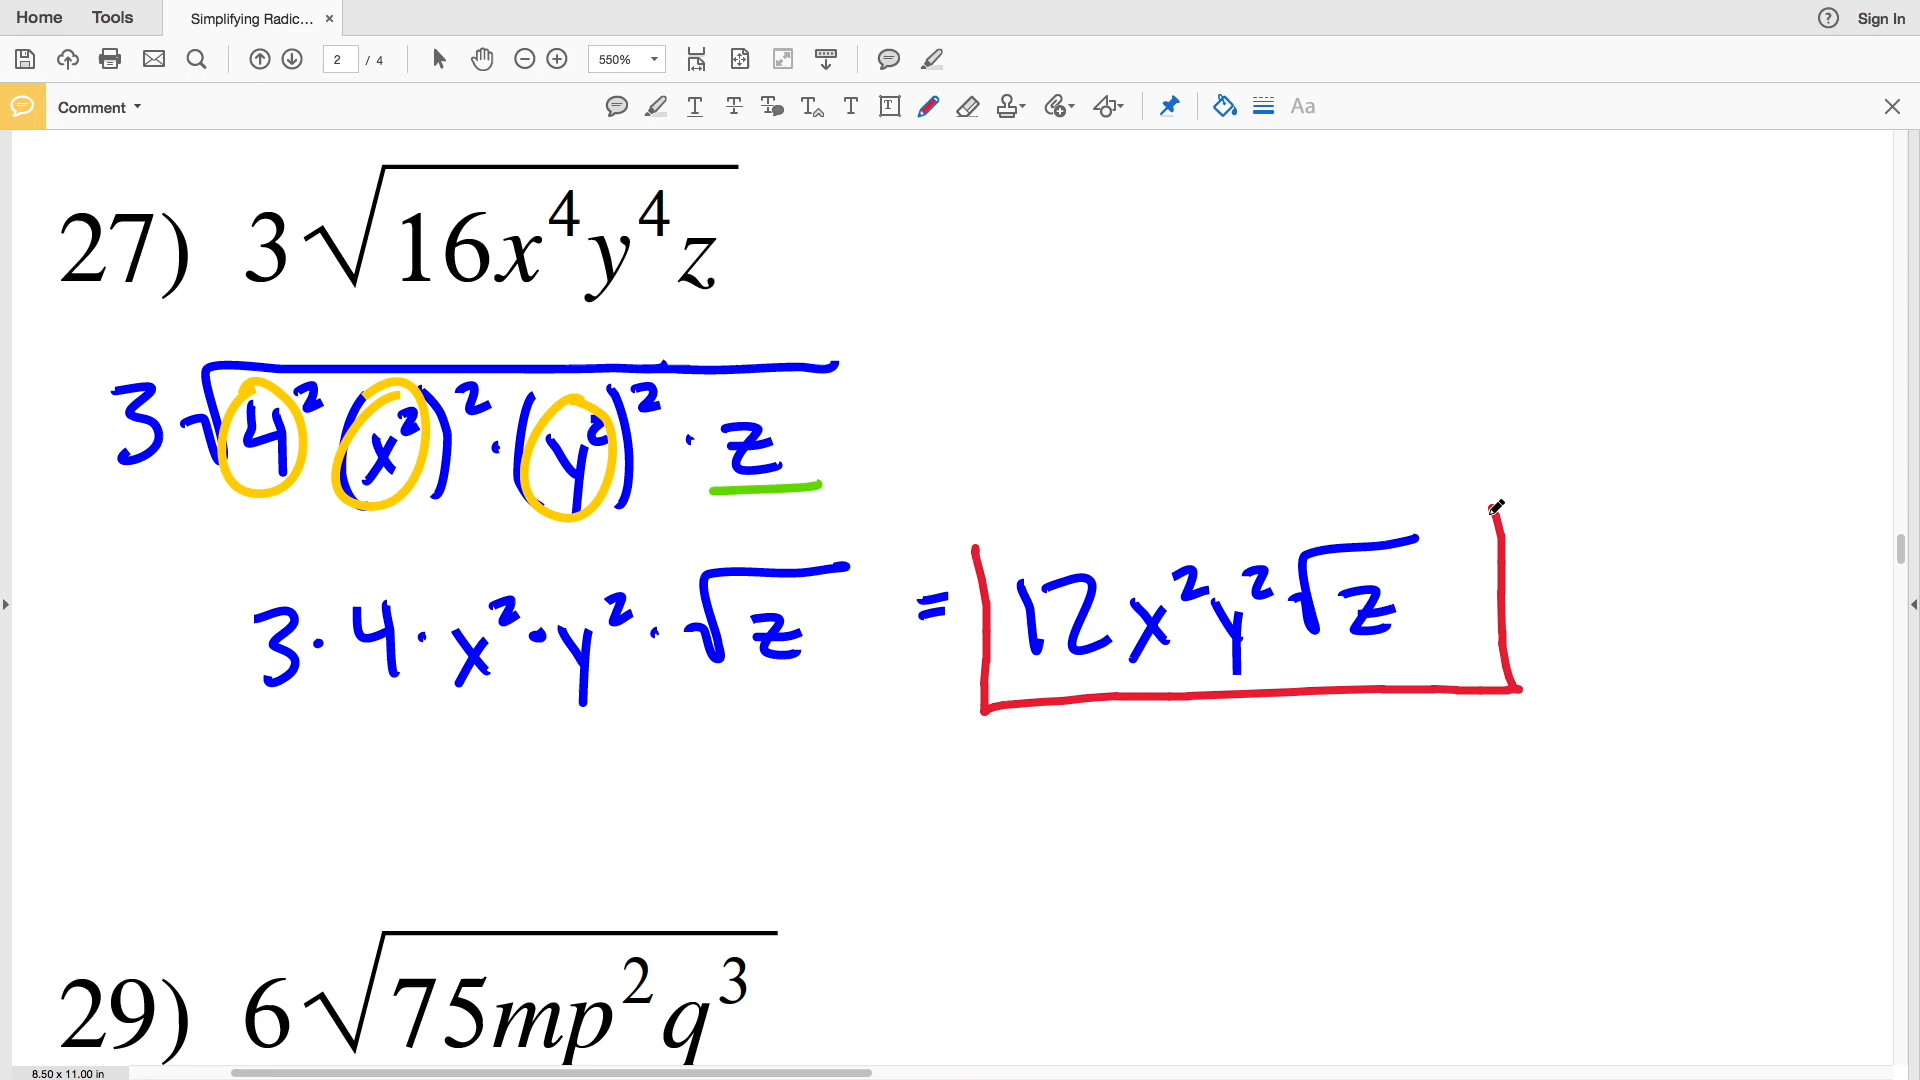 Home Tools Simplifying Radic... × ? Sign In
2 / 4 550%
Comment T T T T T T Aa
27) 3√16x⁴y⁴z
3√4² (x²)² · (y²)² · z
3 · 4 · x² · y² · √z = 12x²y²√z
29) 6√75mp²q³
8.50 x 11.00 in